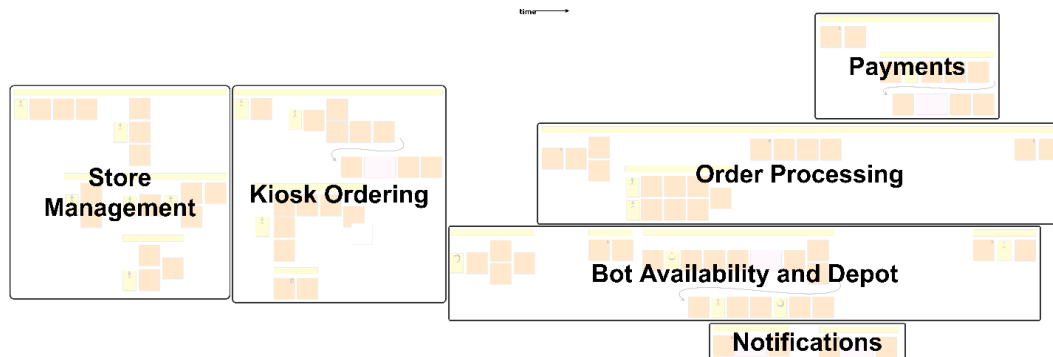 time
Payments
Store
Management
Kiosk Ordering
Order Processing
Bot Availability and Depot
Notifications